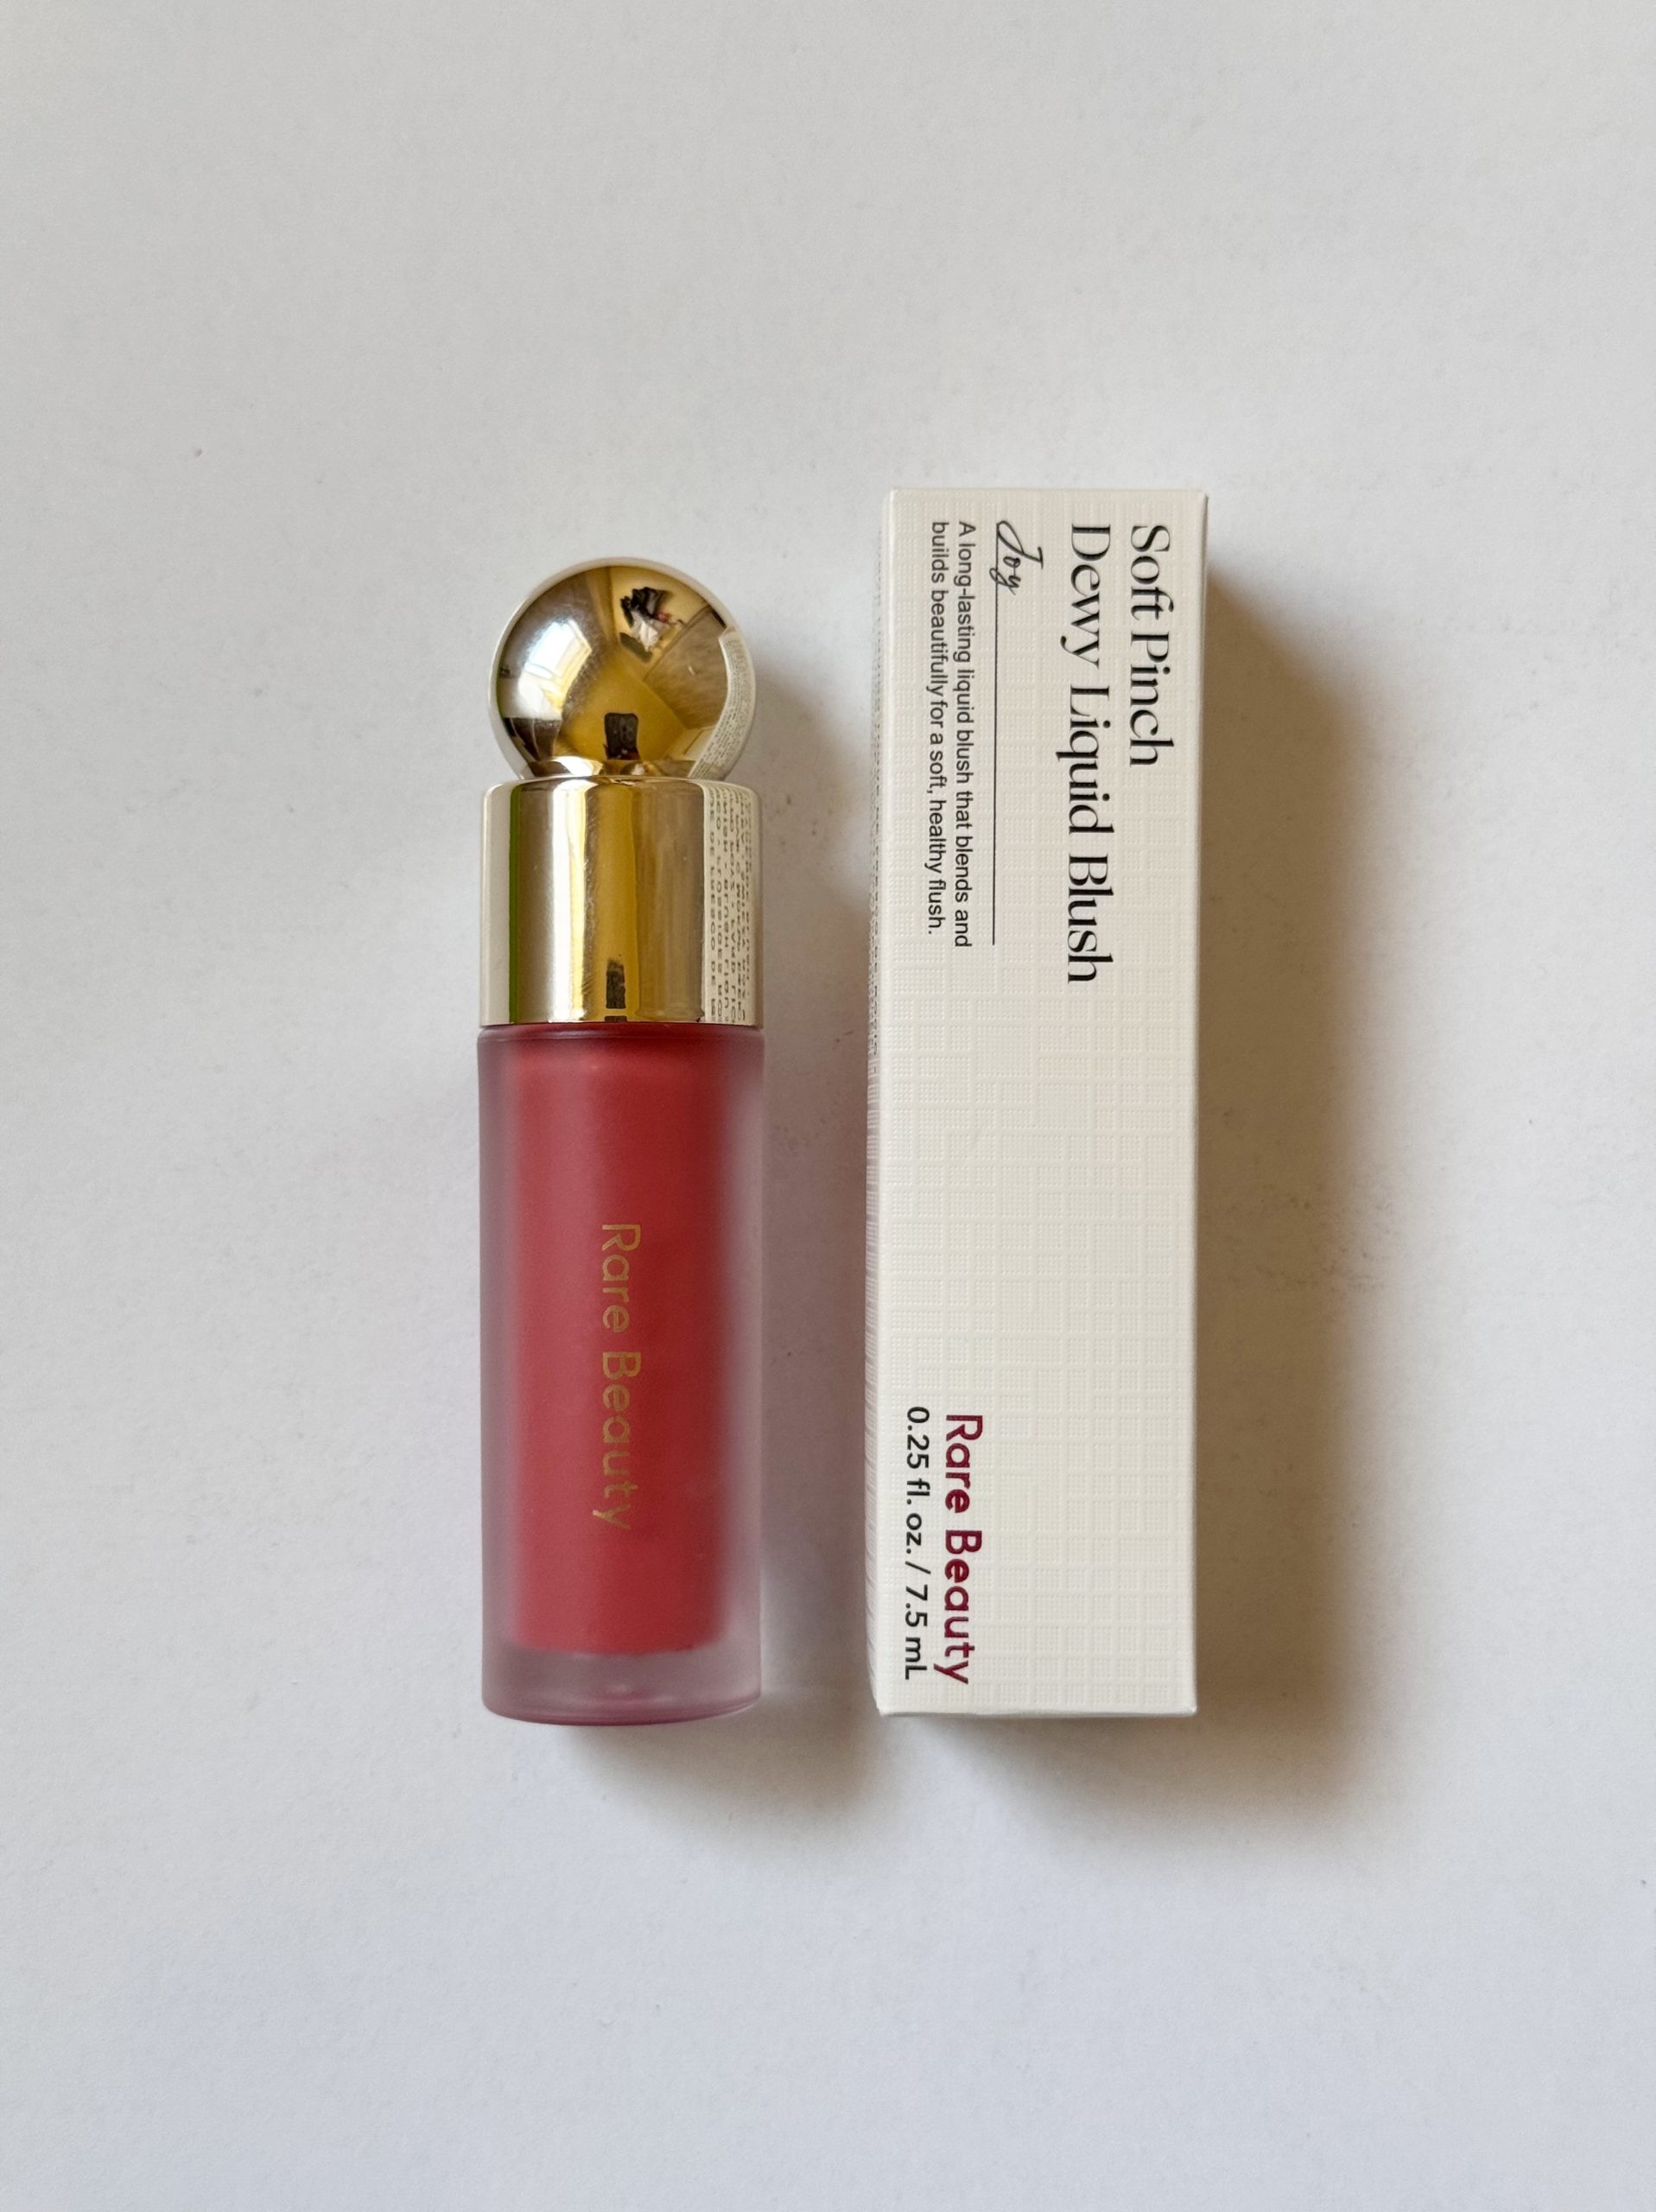 Soft Pinch
Dewy Liquid Blush
Joy
A long-lasting liquid blush that blends and
builds beautifully for a soft, healthy flush.
Rare Beauty
0.25 fl. oz. / 7.5 mL
Rare Beauty